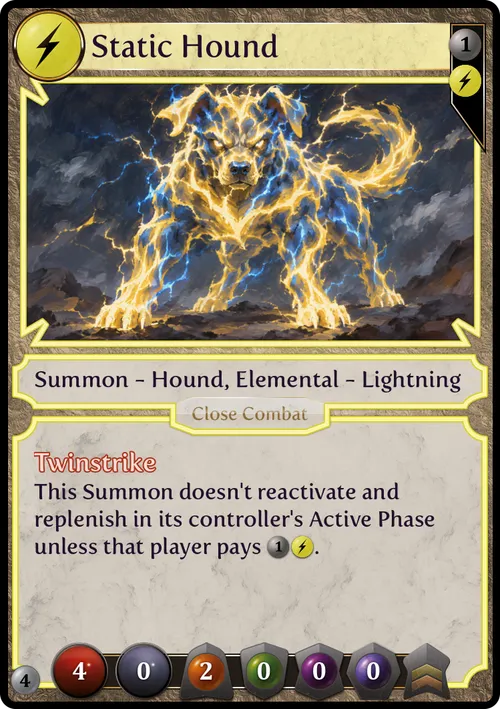 Static Hound
1
Summon - Hound, Elemental - Lightning
Close Combat
Twinstrike
This Summon doesn't reactivate and
replenish in its controller's Active Phase
unless that player pays 1 .
4
4* 0* 2 0 0 0